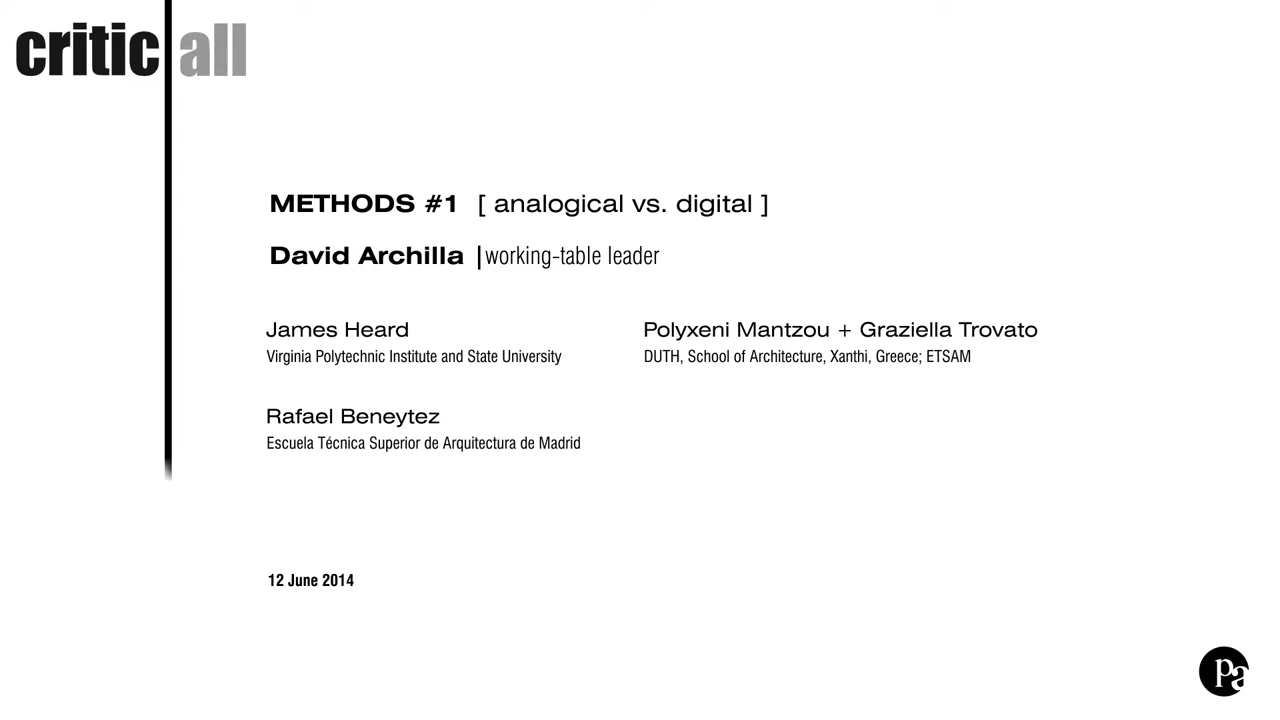 critic|all
METHODS #1 [ analogical vs. digital ]
David Archilla |working-table leader
James Heard
Virginia Polytechnic Institute and State University
Polyxeni Mantzou + Graziella Trovato
DUTH, School of Architecture, Xanthi, Greece; ETSAM
Rafael Beneytez
Escuela Técnica Superior de Arquitectura de Madrid
12 June 2014
pa